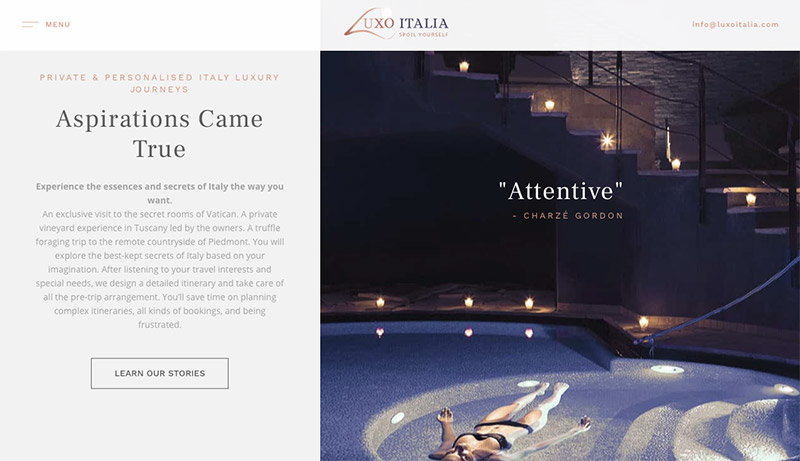 MENU
LUXO ITALIA
SPOIL YOURSELF
info@luxoitalia.com
PRIVATE & PERSONALISED ITALY LUXURY
JOURNEYS
Aspirations Came
True
Experience the essences and secrets of Italy the way you
want.
An exclusive visit to the secret rooms of Vatican. A private
vineyard experience in Tuscany led by the owners. A truffle
foraging trip to the remote countryside of Piedmont. You will
explore the best-kept secrets of Italy based on your
imagination. After listening to your travel interests and
special needs, we design a detailed itinerary and take care of
all the pre-trip arrangement. You'll save time on planning
complex itineraries, all kinds of bookings, and being
frustrated.
LEARN OUR STORIES
"Attentive"
- CHARZÉ GORDON